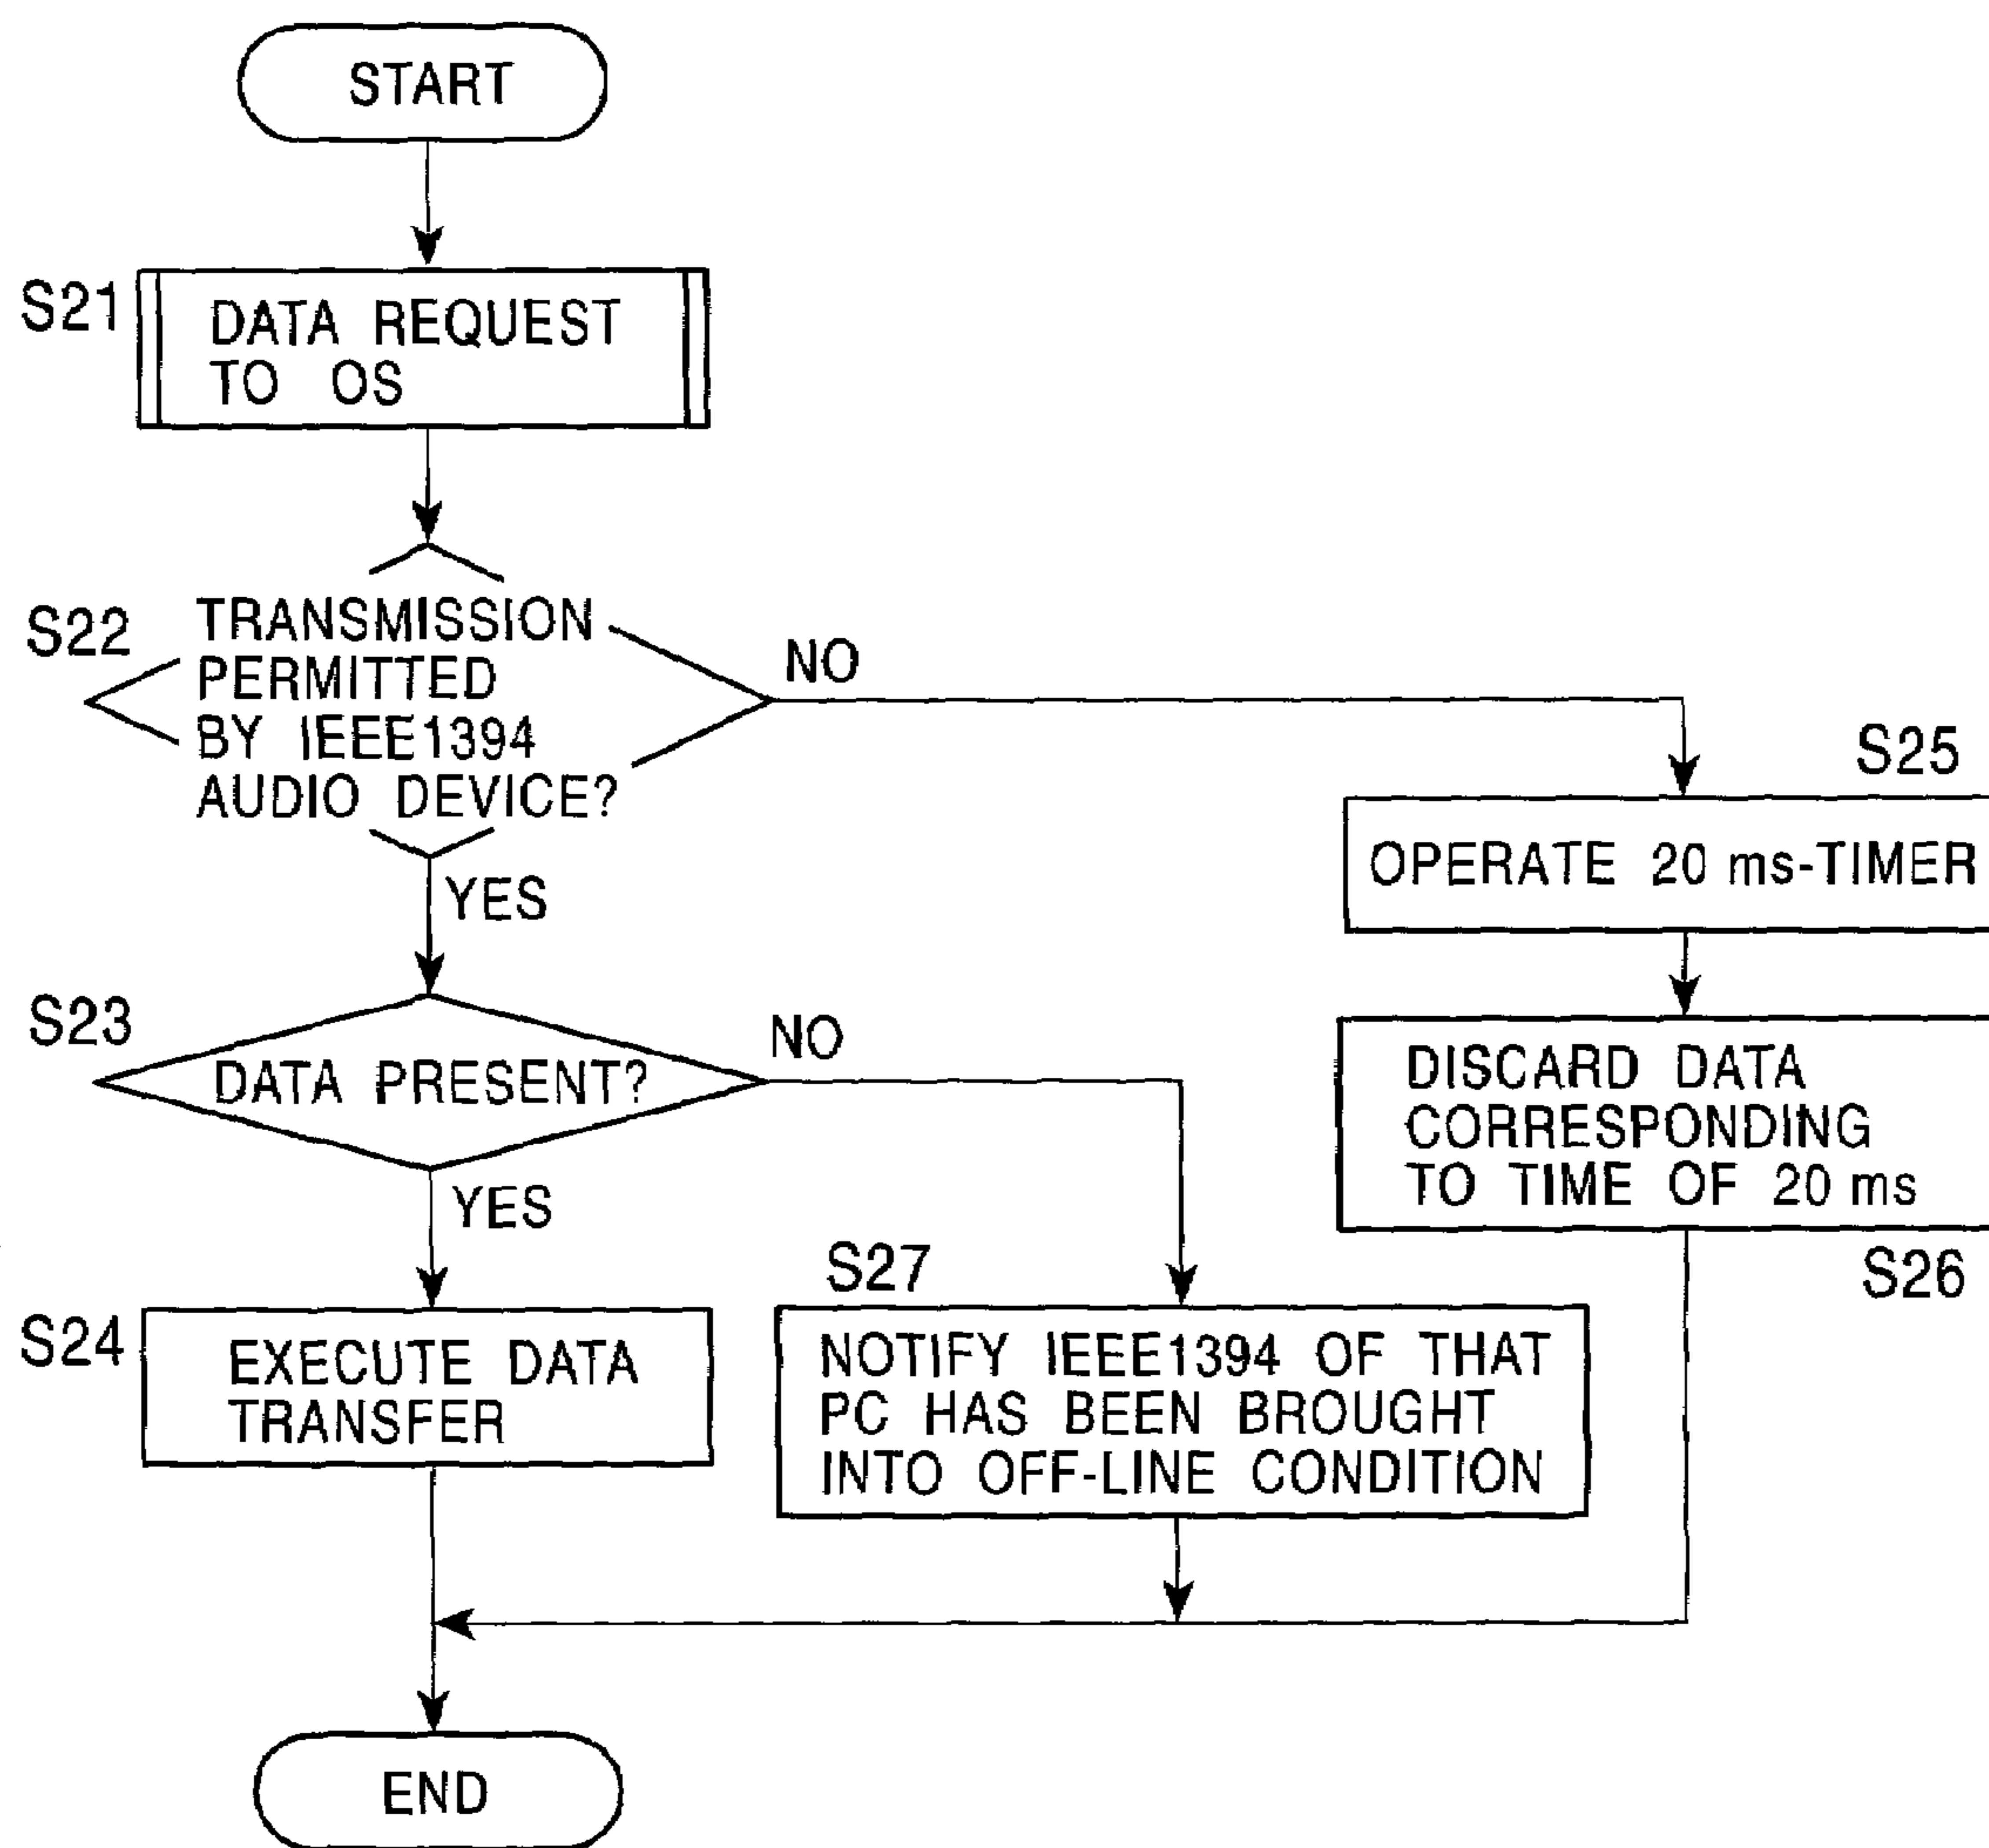 START
S21
DATA REQUEST
TO OS
S22
TRANSMISSION
PERMITTED
BY IEEE1394
AUDIO DEVICE?
NO
YES
S25
OPERATE 20 ms-TIMER
S23
DATA PRESENT?
NO
YES
DISCARD DATA
CORRESPONDING
TO TIME OF 20 ms
S26
S24
EXECUTE DATA
TRANSFER
S27
NOTIFY IEEE1394 OF THAT
PC HAS BEEN BROUGHT
INTO OFF-LINE CONDITION
END